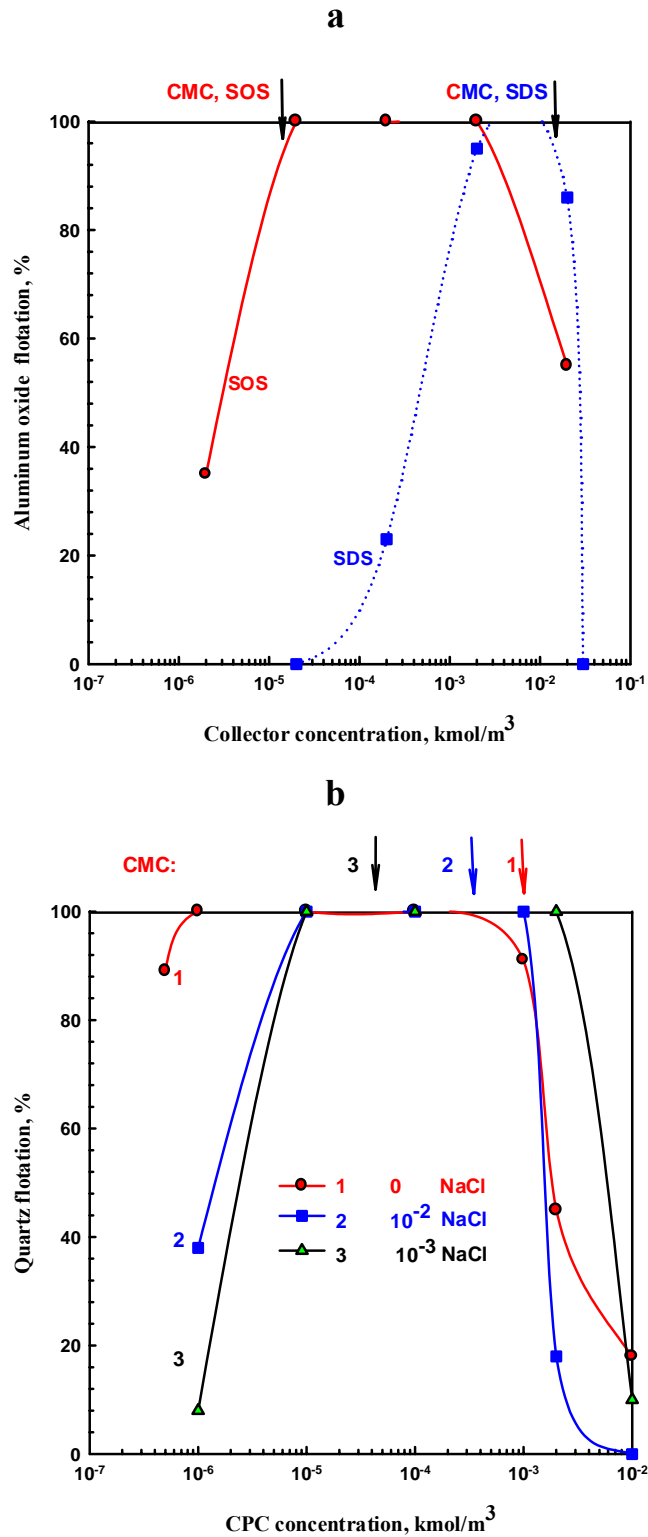 a
CMC, SOS CMC, SDS
100
80
60
40
20
0
Aluminum oxide flotation, %
SOS
SDS
10-7 10-6 10-5 10-4 10-3 10-2 10-1
Collector concentration, kmol/m3
b
CMC: 3 2 1
100
80
60
40
20
0
Quartz flotation, %
1
2
3
1 0 NaCl
2 10-2 NaCl
3 10-3 NaCl
10-7 10-6 10-5 10-4 10-3 10-2
CPC concentration, kmol/m3